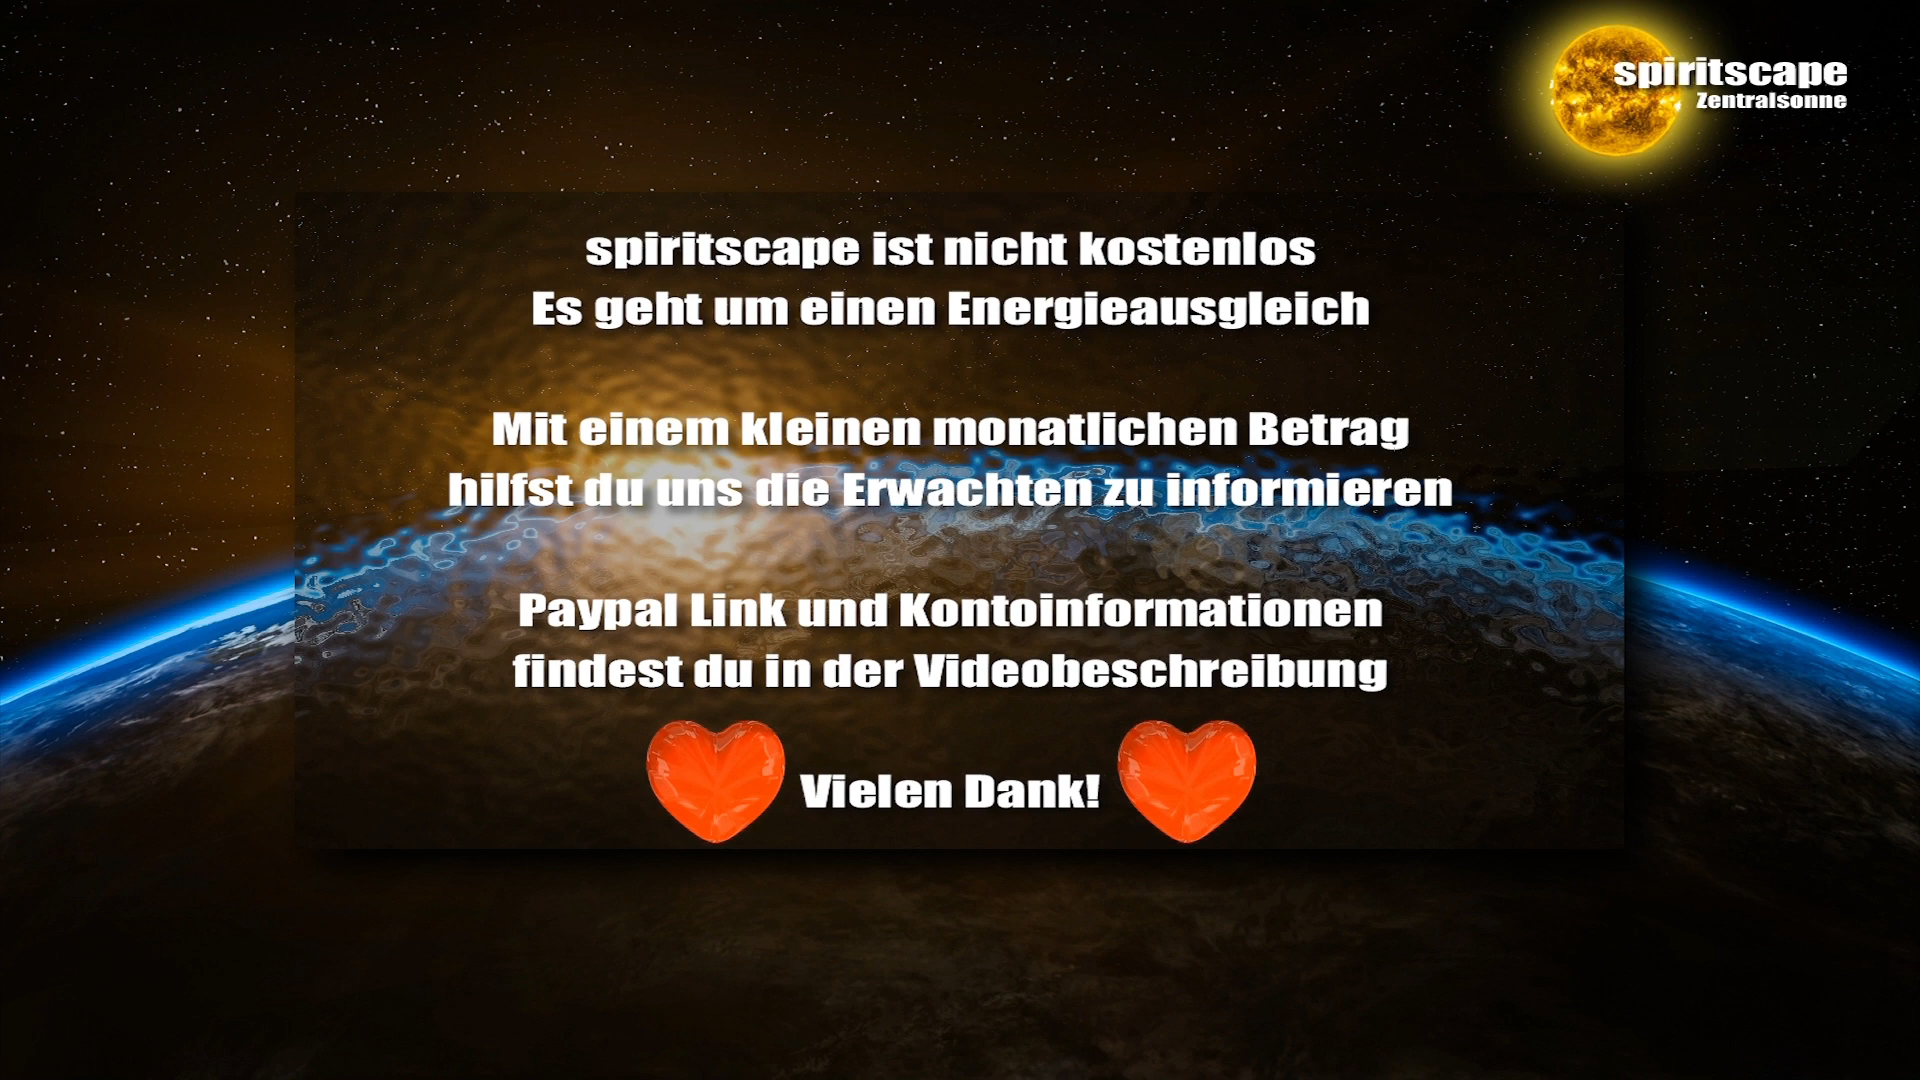 spiritscape
Zentralsonne
spiritscape ist nicht kostenlos
Es geht um einen Energieausgleich
Mit einem kleinen monatlichen Betrag
hilfst du uns die Erwachten zu informieren
Paypal Link und Kontoinformationen
findest du in der Videobeschreibung
Vielen Dank!